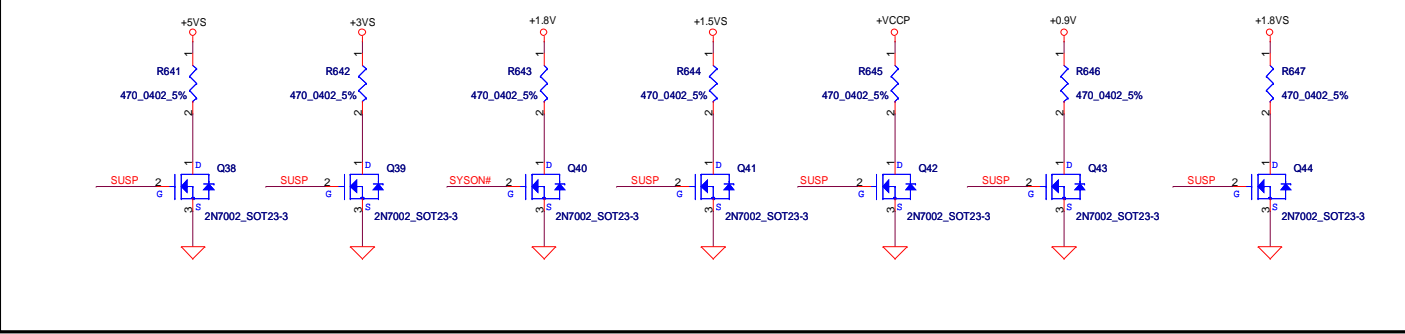 +5VS +3VS +1.8V +1.5VS +VCCP +0.9V +1.8VS
1 1 1 1 1 1 1
R641 R642 R643 R644 R645 R646 R647
470_0402_5% 470_0402_5% 470_0402_5% 470_0402_5% 470_0402_5% 470_0402_5% 470_0402_5%
2 2 2 2 2 2 2
1 D Q38 1 D Q39 1 D Q40 1 D Q41 1 D Q42 1 D Q43 1 D Q44
SUSP 2 SUSP 2 SYSON# 2 SUSP 2 SUSP 2 SUSP 2 SUSP 2
G G G G G G G
3 S 3 S 3 S 3 S 3 S 3 S 3 S
2N7002_SOT23-3 2N7002_SOT23-3 2N7002_SOT23-3 2N7002_SOT23-3 2N7002_SOT23-3 2N7002_SOT23-3 2N7002_SOT23-3